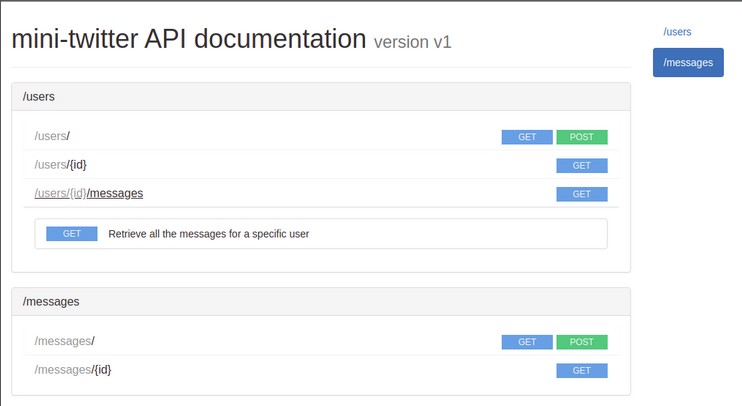 mini-twitter API documentation version v1
/users
/messages
/users
/users/ GET POST
/users/{id} GET
/users/{id}/messages GET
GET Retrieve all the messages for a specific user
/messages
/messages/ GET POST
/messages/{id} GET